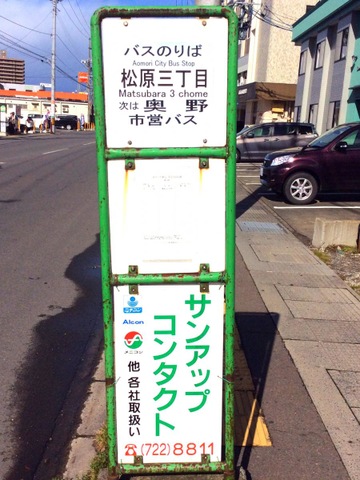 バスのりば
Aomori City Bus Stop
松原三丁目
Matsubara 3 chome
次は 奥野
市営バス
サンアップ
コンタクト
Alcon
メニコン
他 各社取扱い
☎(722)8811